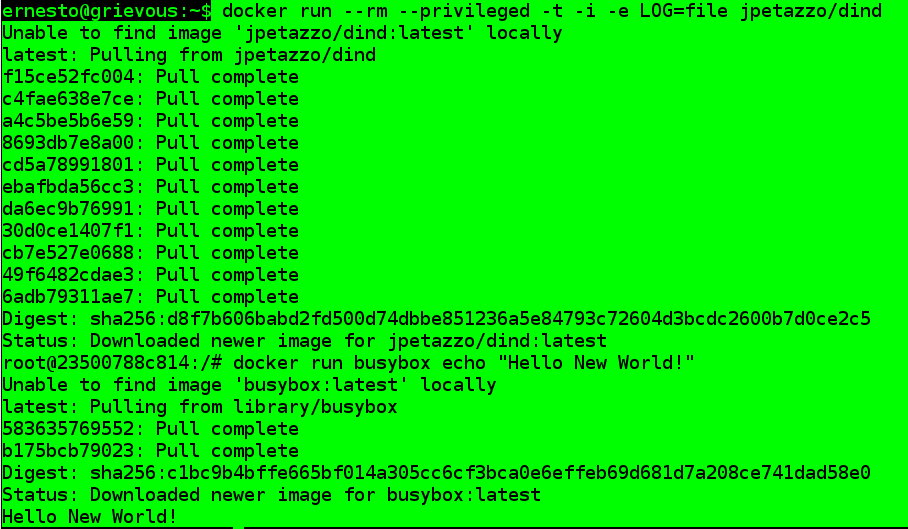 ernesto@grievous:~$ docker run --rm --privileged -t -i -e LOG=file jpetazzo/dind
Unable to find image 'jpetazzo/dind:latest' locally
latest: Pulling from jpetazzo/dind
f15ce52fc004: Pull complete
c4fae638e7ce: Pull complete
a4c5be5b6e59: Pull complete
8693db7e8a00: Pull complete
cd5a78991801: Pull complete
ebafbda56cc3: Pull complete
da6ec9b76991: Pull complete
30d0ce1407f1: Pull complete
cb7e527e0688: Pull complete
49f6482cdae3: Pull complete
6adb79311ae7: Pull complete
Digest: sha256:d8f7b606babd2fd500d74dbbe851236a5e84793c72604d3bcdc2600b7d0ce2c5
Status: Downloaded newer image for jpetazzo/dind:latest
root@23500788c814:/# docker run busybox echo "Hello New World!"
Unable to find image 'busybox:latest' locally
latest: Pulling from library/busybox
583635769552: Pull complete
b175bcb79023: Pull complete
Digest: sha256:c1bc9b4bffe665bf014a305cc6cf3bca0e6effeb69d681d7a208ce741dad58e0
Status: Downloaded newer image for busybox:latest
Hello New World!